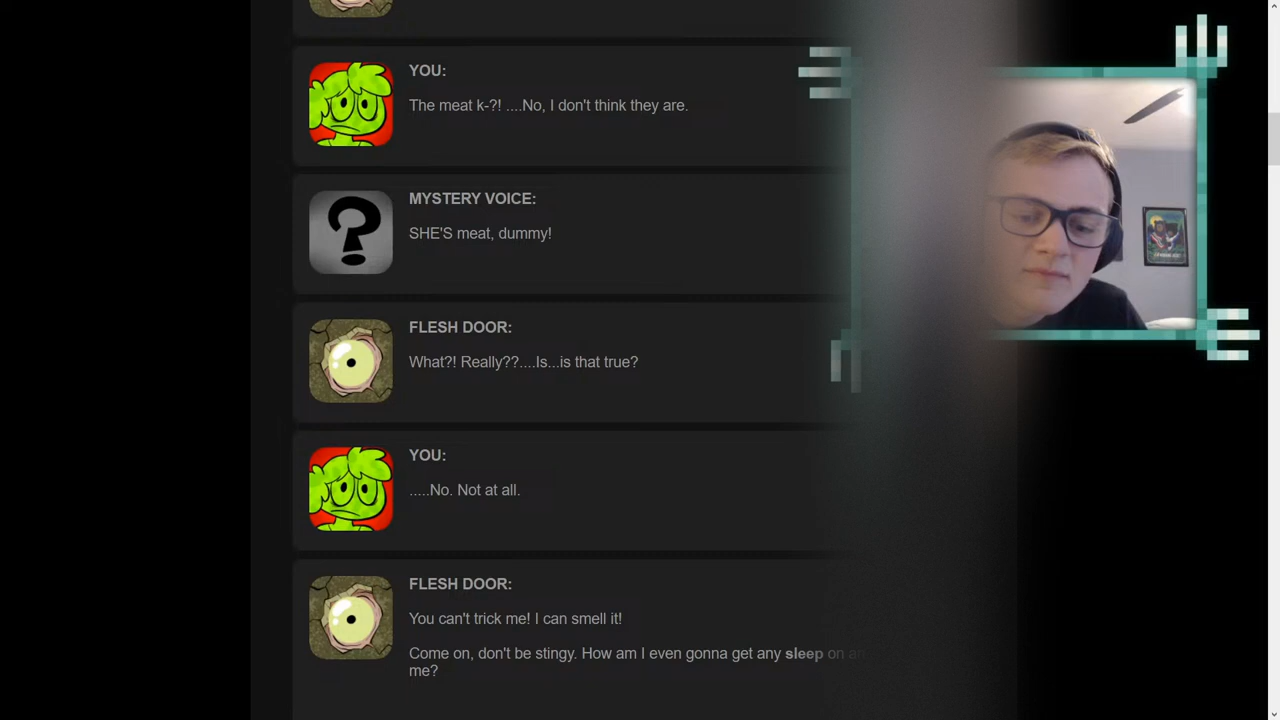 YOU:
The meat k-?! ....No, I don't think they are.
MYSTERY VOICE:
SHE'S meat, dummy!
FLESH DOOR:
What?! Really??....Is...is that true?
YOU:
.....No. Not at all.
FLESH DOOR:
You can't trick me! I can smell it!
Come on, don't be stingy. How am I even gonna get any sleep on
me?